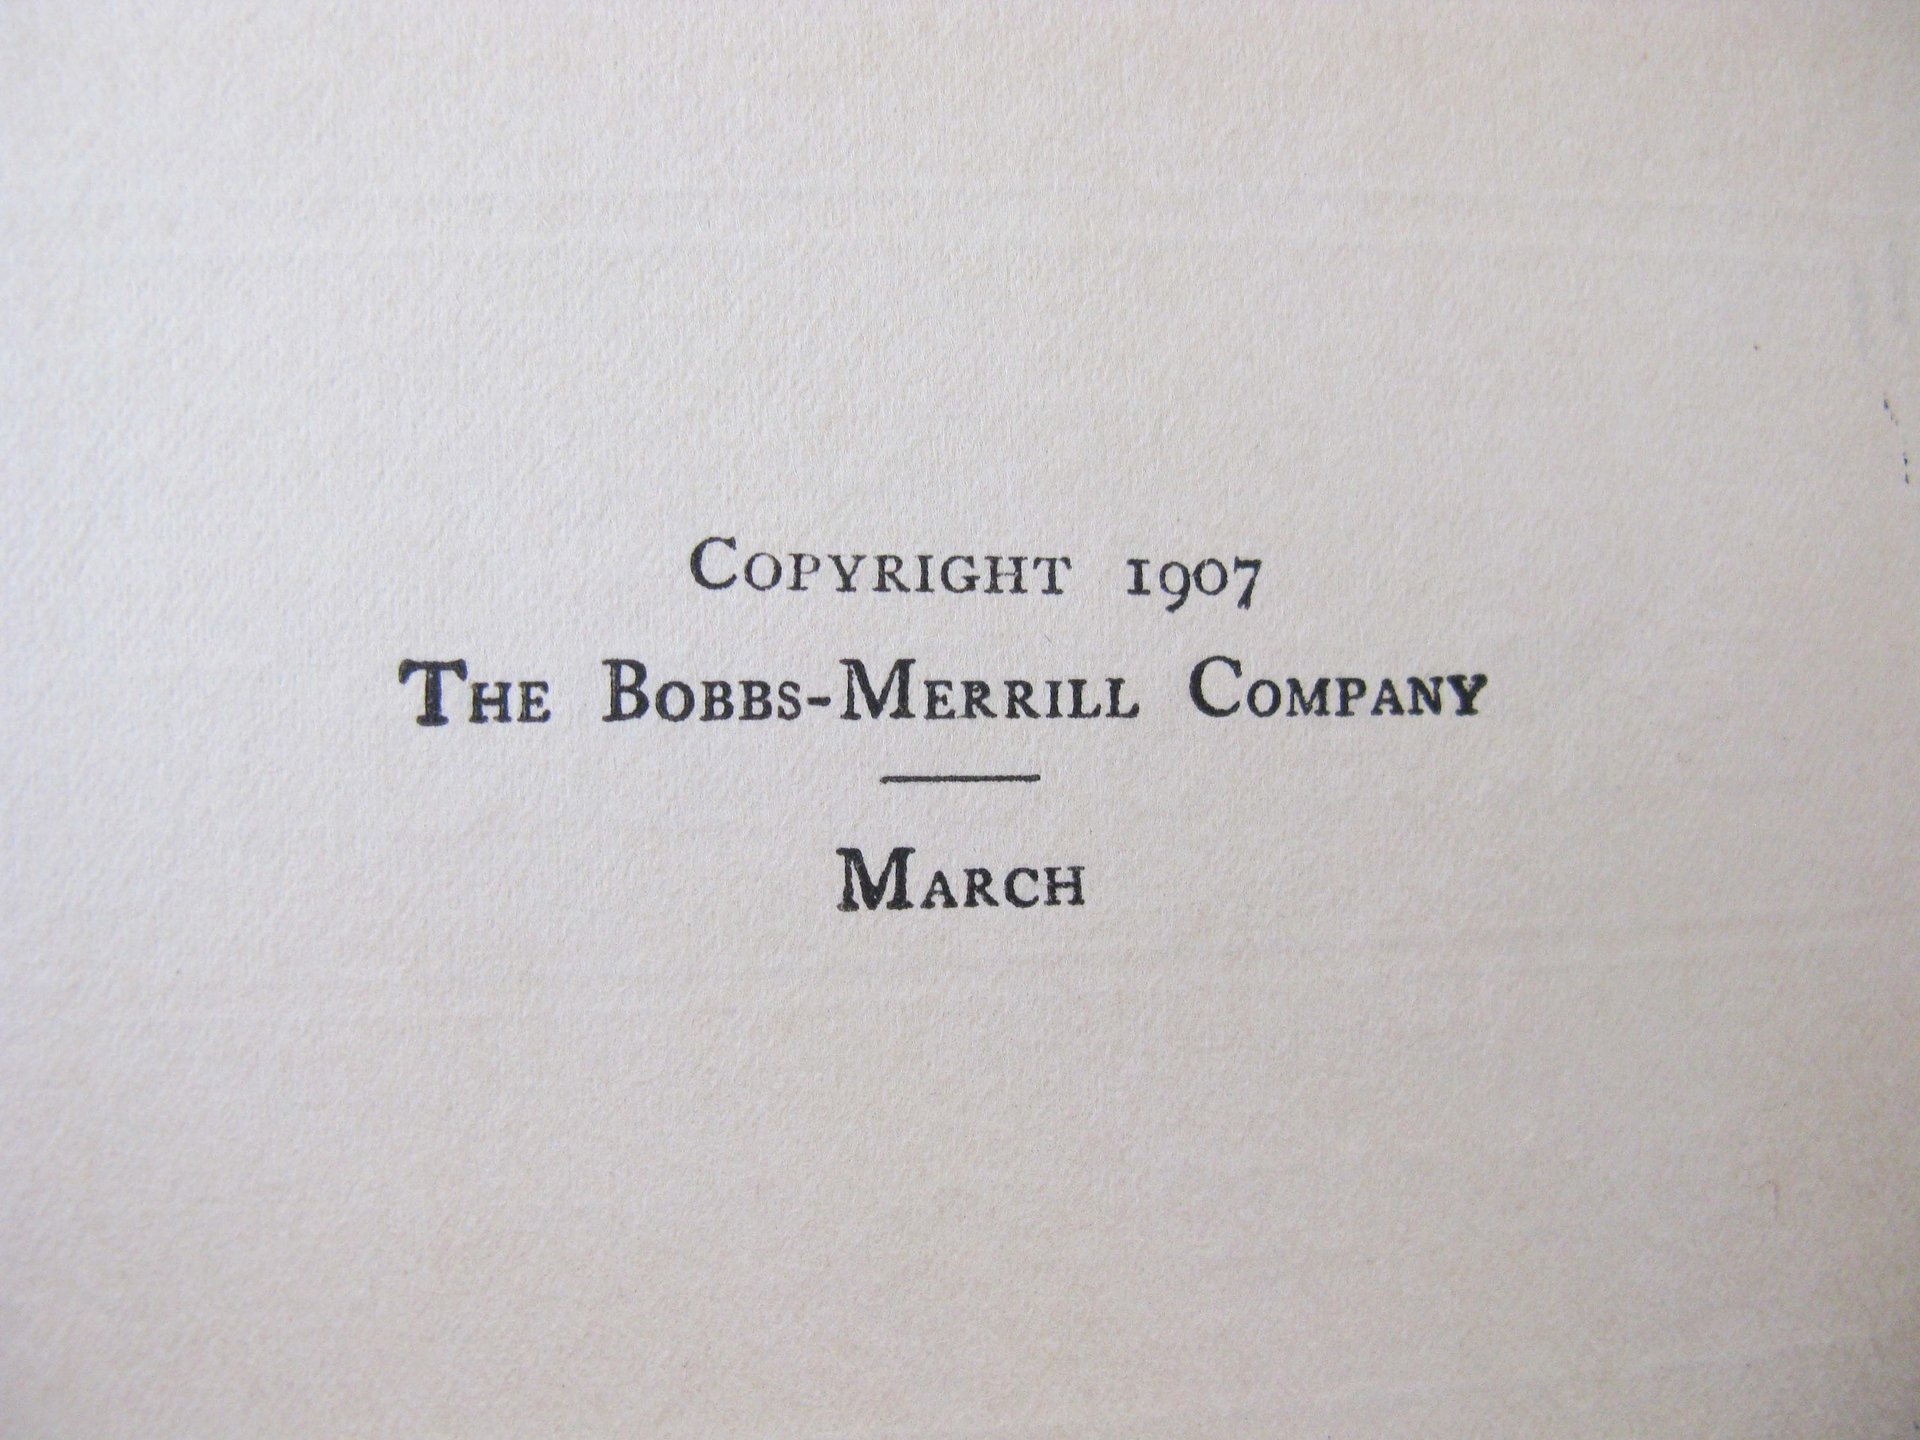 Copyright 1907
The Bobbs-Merrill Company
March